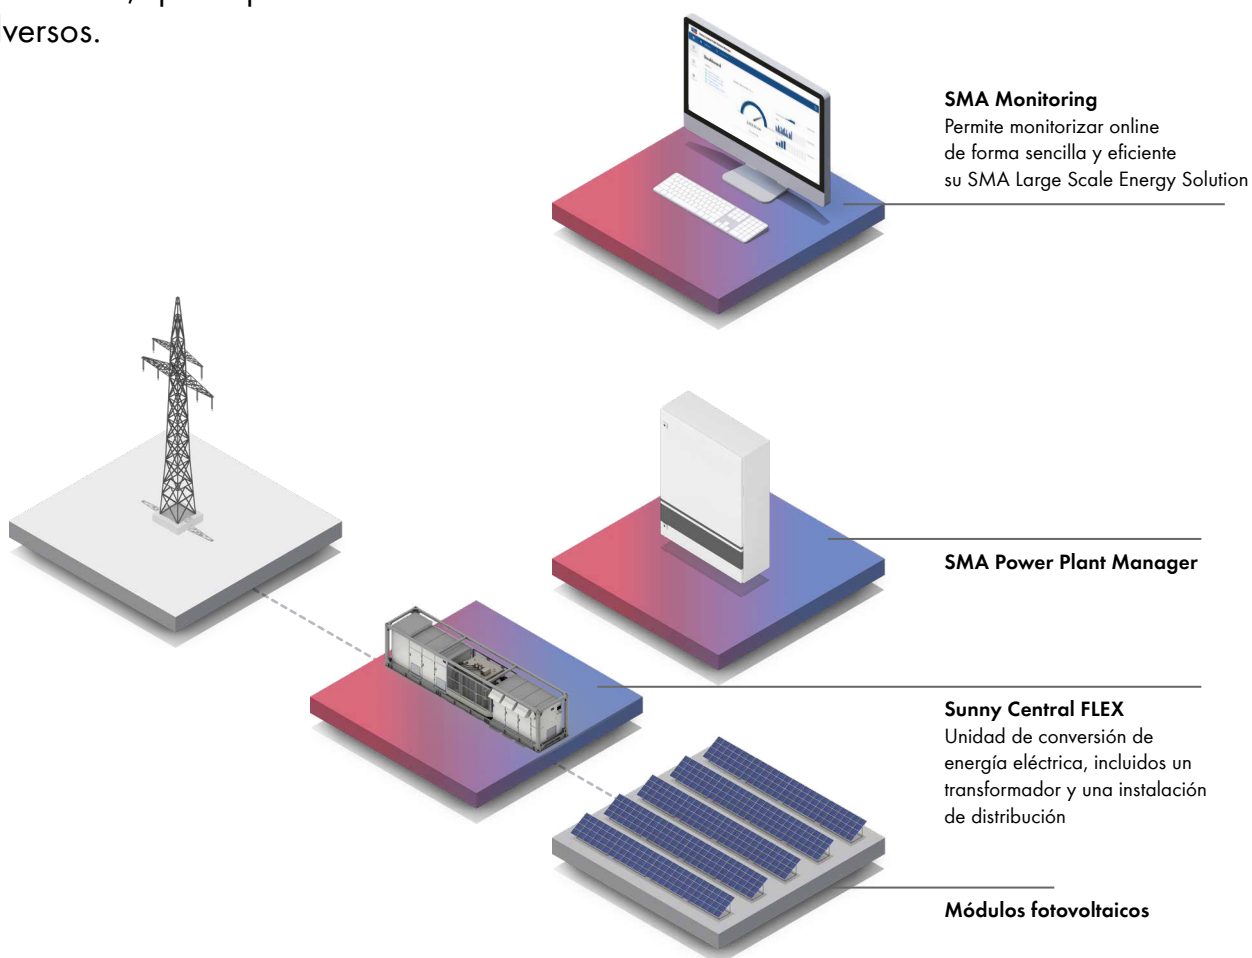 SMA Monitoring
Permite monitorizar online
de forma sencilla y eficiente
su SMA Large Scale Energy Solution
SMA Power Plant Manager
Sunny Central FLEX
Unidad de conversión de
energía eléctrica, incluidos un
transformador y una instalación
de distribución
Módulos fotovoltaicos